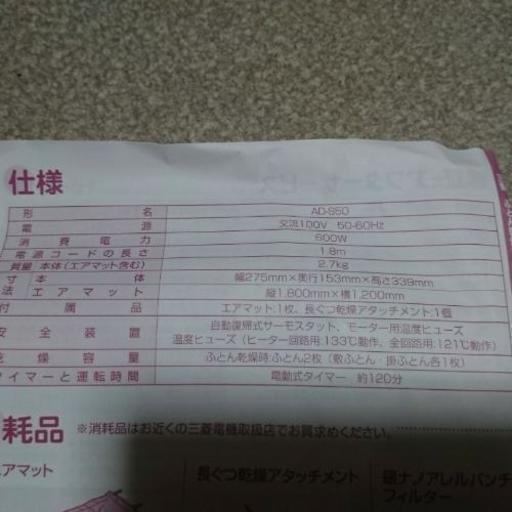 仕様
形名 AD-S50
電源 交流100V 50-60Hz
消費電力 600W
電源コードの長さ 1.8m
質量 本体(エアマット含む) 2.7kg
寸 本体 幅275mm×奥行153mm×高さ339mm
法 エアマット 縦1,800mm×横1,200mm
付属品 エアマット:1枚、長ぐつ乾燥アタッチメント:1個
安全装置 自動復帰式サーモスタット、モーター用温度ヒューズ
温度ヒューズ(ヒーター回路用:133℃動作、全回路用:121℃動作)
乾燥容量 ふとん乾燥時:ふとん2枚(敷ふとん・掛ふとん各1枚)
タイマーと運転時間 電動式タイマー 約120分
耗品 ※消耗品はお近くの三菱電機取扱店でお買求めください。
エアマット 長ぐつ乾燥アタッチメント 銀ナノアレルパンチ
フィルター